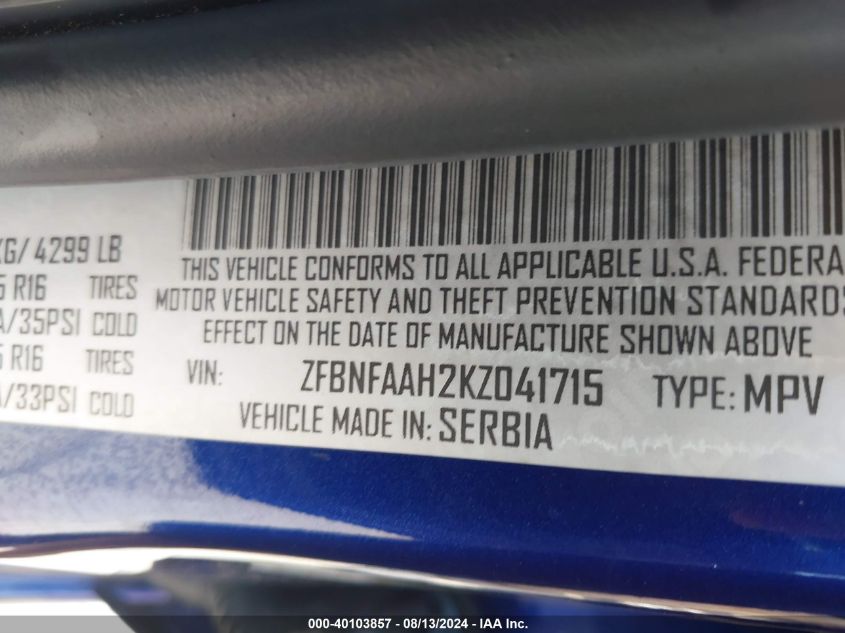 KG/ 4299 LB
5 R16 TIRES
A/35PSI COLD
5 R16 TIRES
A/33PSI COLD
THIS VEHICLE CONFORMS TO ALL APPLICABLE U.S.A. FEDERA
MOTOR VEHICLE SAFETY AND THEFT PREVENTION STANDARDS
EFFECT ON THE DATE OF MANUFACTURE SHOWN ABOVE
VIN: ZFBNFAAH2KZ041715 TYPE: MPV
VEHICLE MADE IN: SERBIA
000-40103857 / 08/13/2024 - IAA Inc.